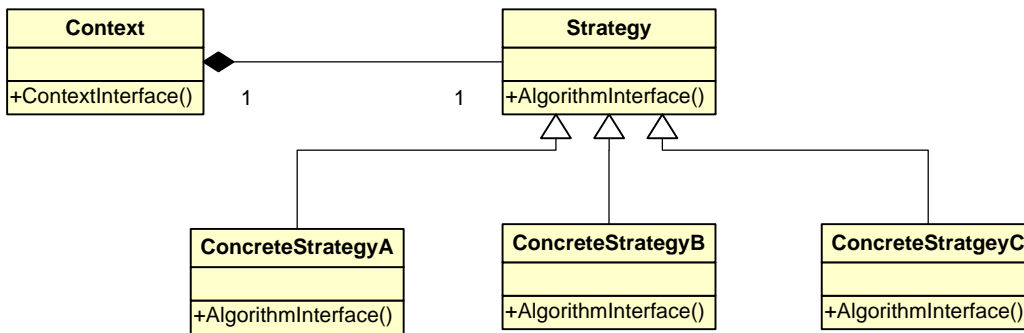 Context
Strategy
+ContextInterface()
1
1
+AlgorithmInterface()
ConcreteStrategyA
ConcreteStrategyB
ConcreteStratgeyC
+AlgorithmInterface()
+AlgorithmInterface()
+AlgorithmInterface()